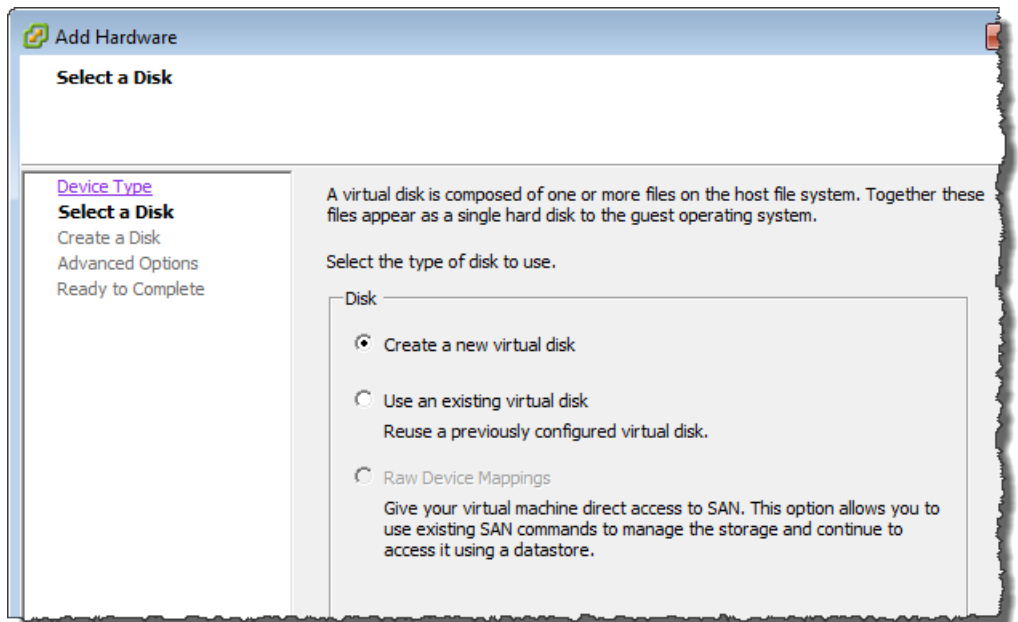 Add Hardware
Select a Disk
Device Type
Select a Disk
Create a Disk
Advanced Options
Ready to Complete
A virtual disk is composed of one or more files on the host file system. Together these
files appear as a single hard disk to the guest operating system.
Select the type of disk to use.
Disk
Create a new virtual disk
Use an existing virtual disk
Reuse a previously configured virtual disk.
Raw Device Mappings
Give your virtual machine direct access to SAN. This option allows you to
use existing SAN commands to manage the storage and continue to
access it using a datastore.